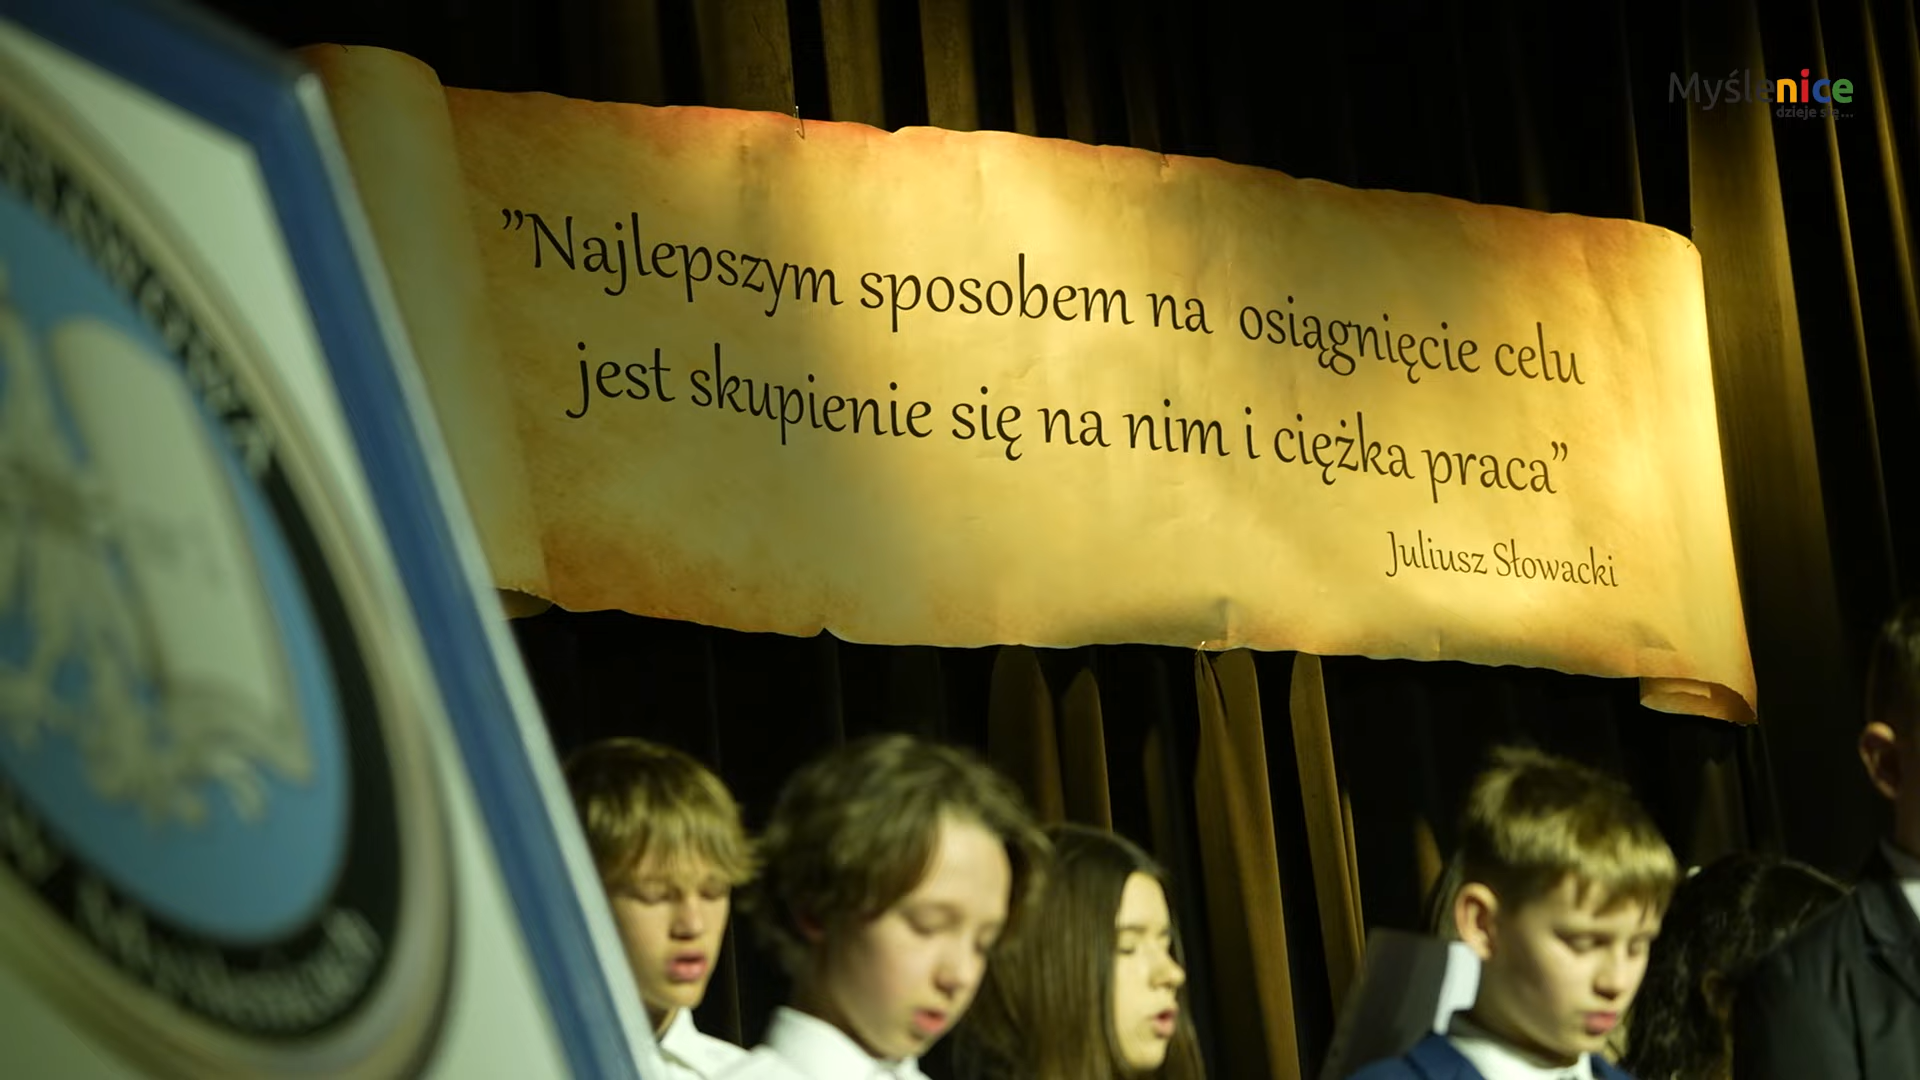 Myślenice
dzieje się...
”Najlepszym sposobem na osiągnięcie celu
jest skupienie się na nim i ciężka praca”
Juliusz Słowacki